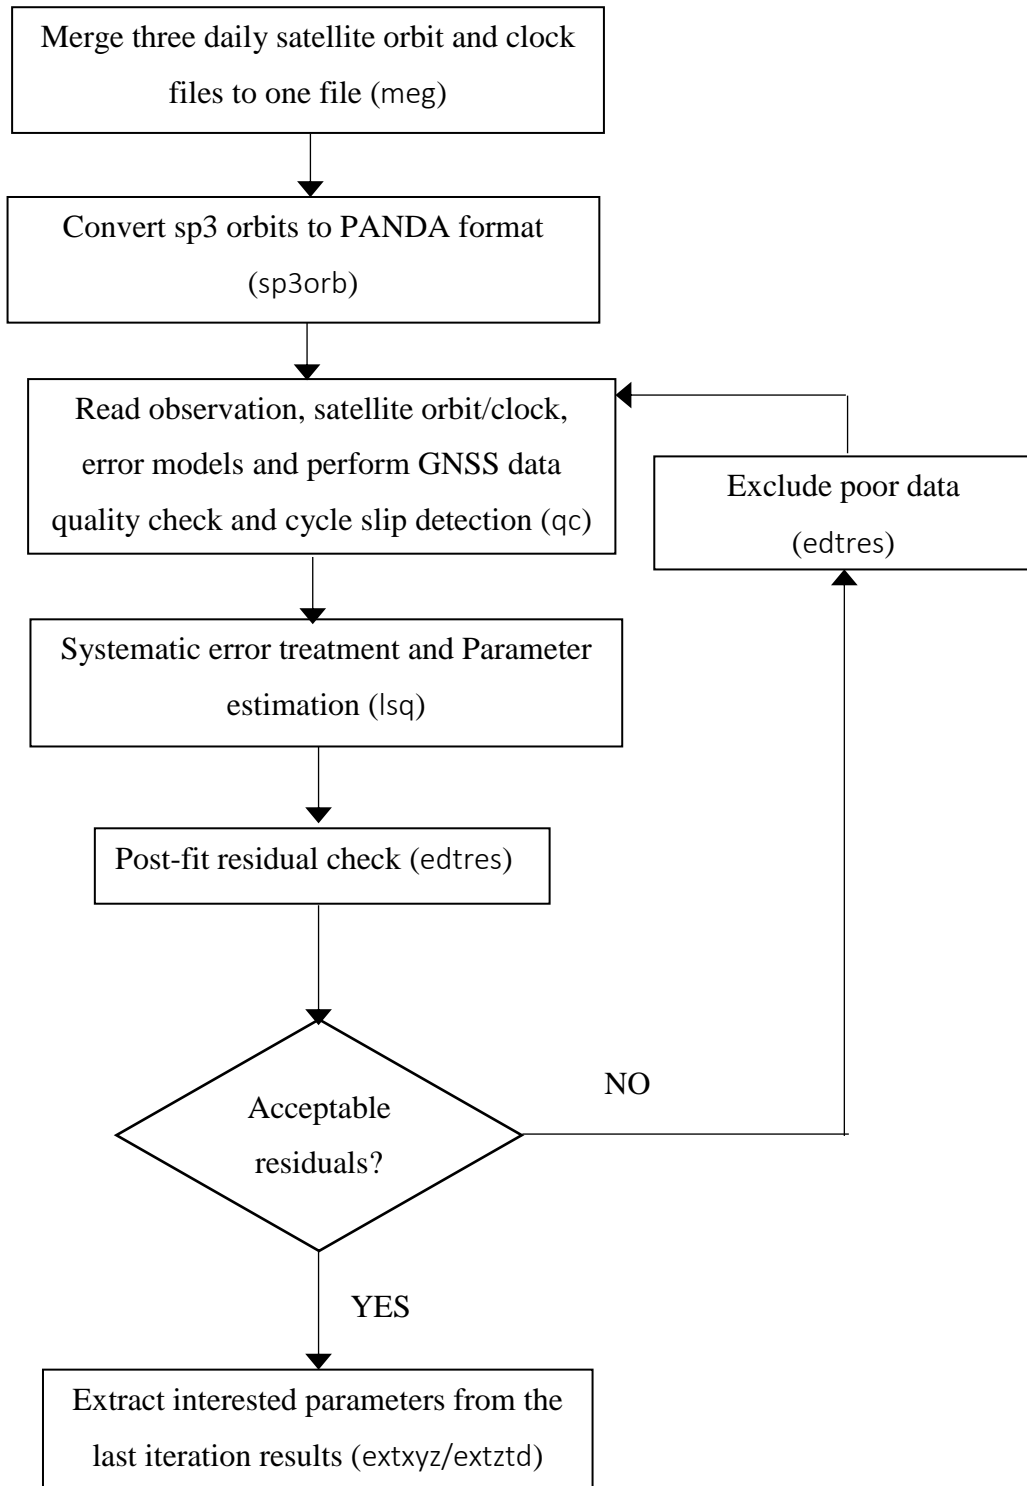 Merge three daily satellite orbit and clock
files to one file (meg)
Convert sp3 orbits to PANDA format
(sp3orb)
Read observation, satellite orbit/clock,
error models and perform GNSS data
quality check and cycle slip detection (qc)
Exclude poor data
(edtres)
Systematic error treatment and Parameter
estimation (lsq)
Post-fit residual check (edtres)
Acceptable
residuals?
NO
YES
Extract interested parameters from the
last iteration results (extxyz/extztd)